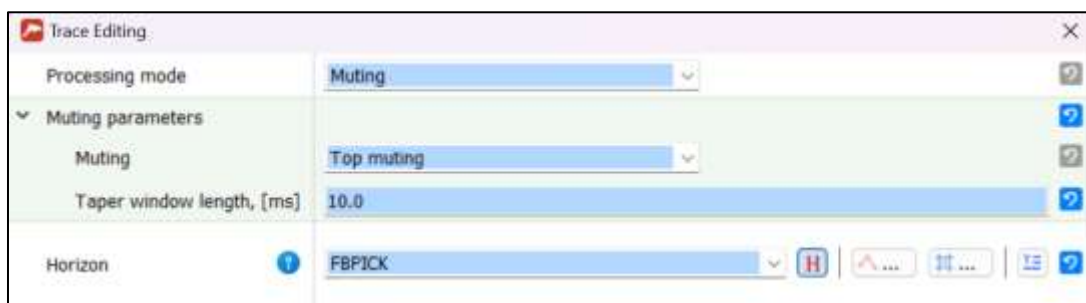 Trace Editing
Processing mode Muting
Muting parameters
Muting Top muting
Taper window length, [ms] 10.0
Horizon ? FBPICK H ... ...